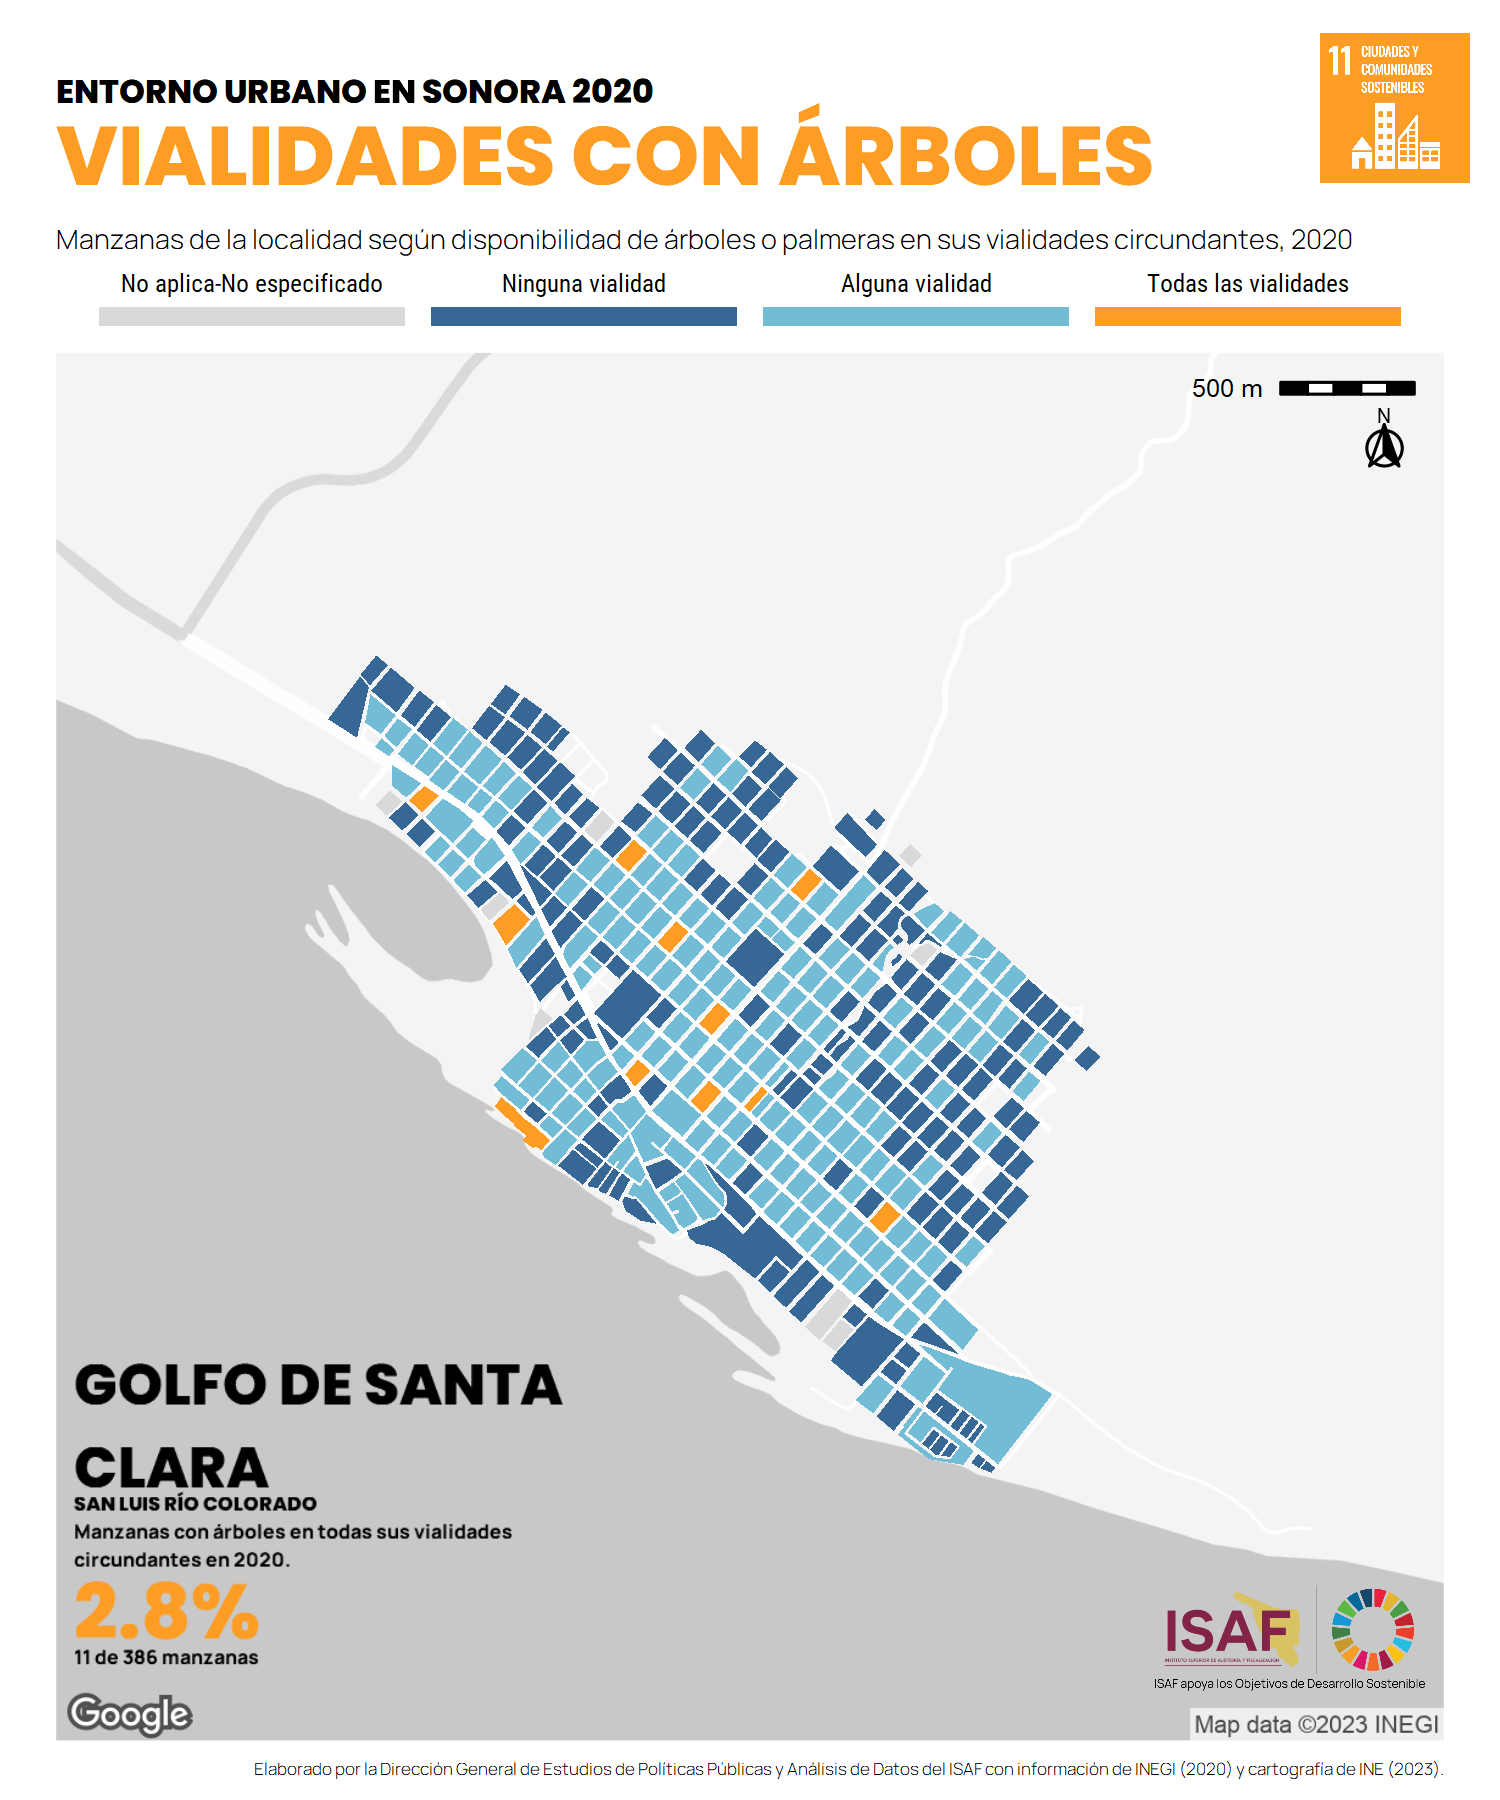 ENTORNO URBANO EN SONORA 2020
VIALIDADES CON ÁRBOLES
11 CIUDADES Y
COMUNIDADES
SOSTENIBLES
Manzanas de la localidad según disponibilidad de árboles o palmeras en sus vialidades circundantes, 2020
No aplica-No especificado
Ninguna vialidad
Alguna vialidad
Todas las vialidades
500 m
N
GOLFO DE SANTA
CLARA
SAN LUIS RÍO COLORADO
Manzanas con árboles en todas sus vialidades
circundantes en 2020.
2.8%
11 de 386 manzanas
Google
ISAF
INSTITUTO SUPERIOR DE AUDITORÍA Y FISCALIZACIÓN
ISAF apoya los Objetivos de Desarrollo Sostenible
Map data ©2023 INEGI
Elaborado por la Dirección General de Estudios de Políticas Públicas y Análisis de Datos del ISAF con información de INEGI (2020) y cartografía de INE (2023).